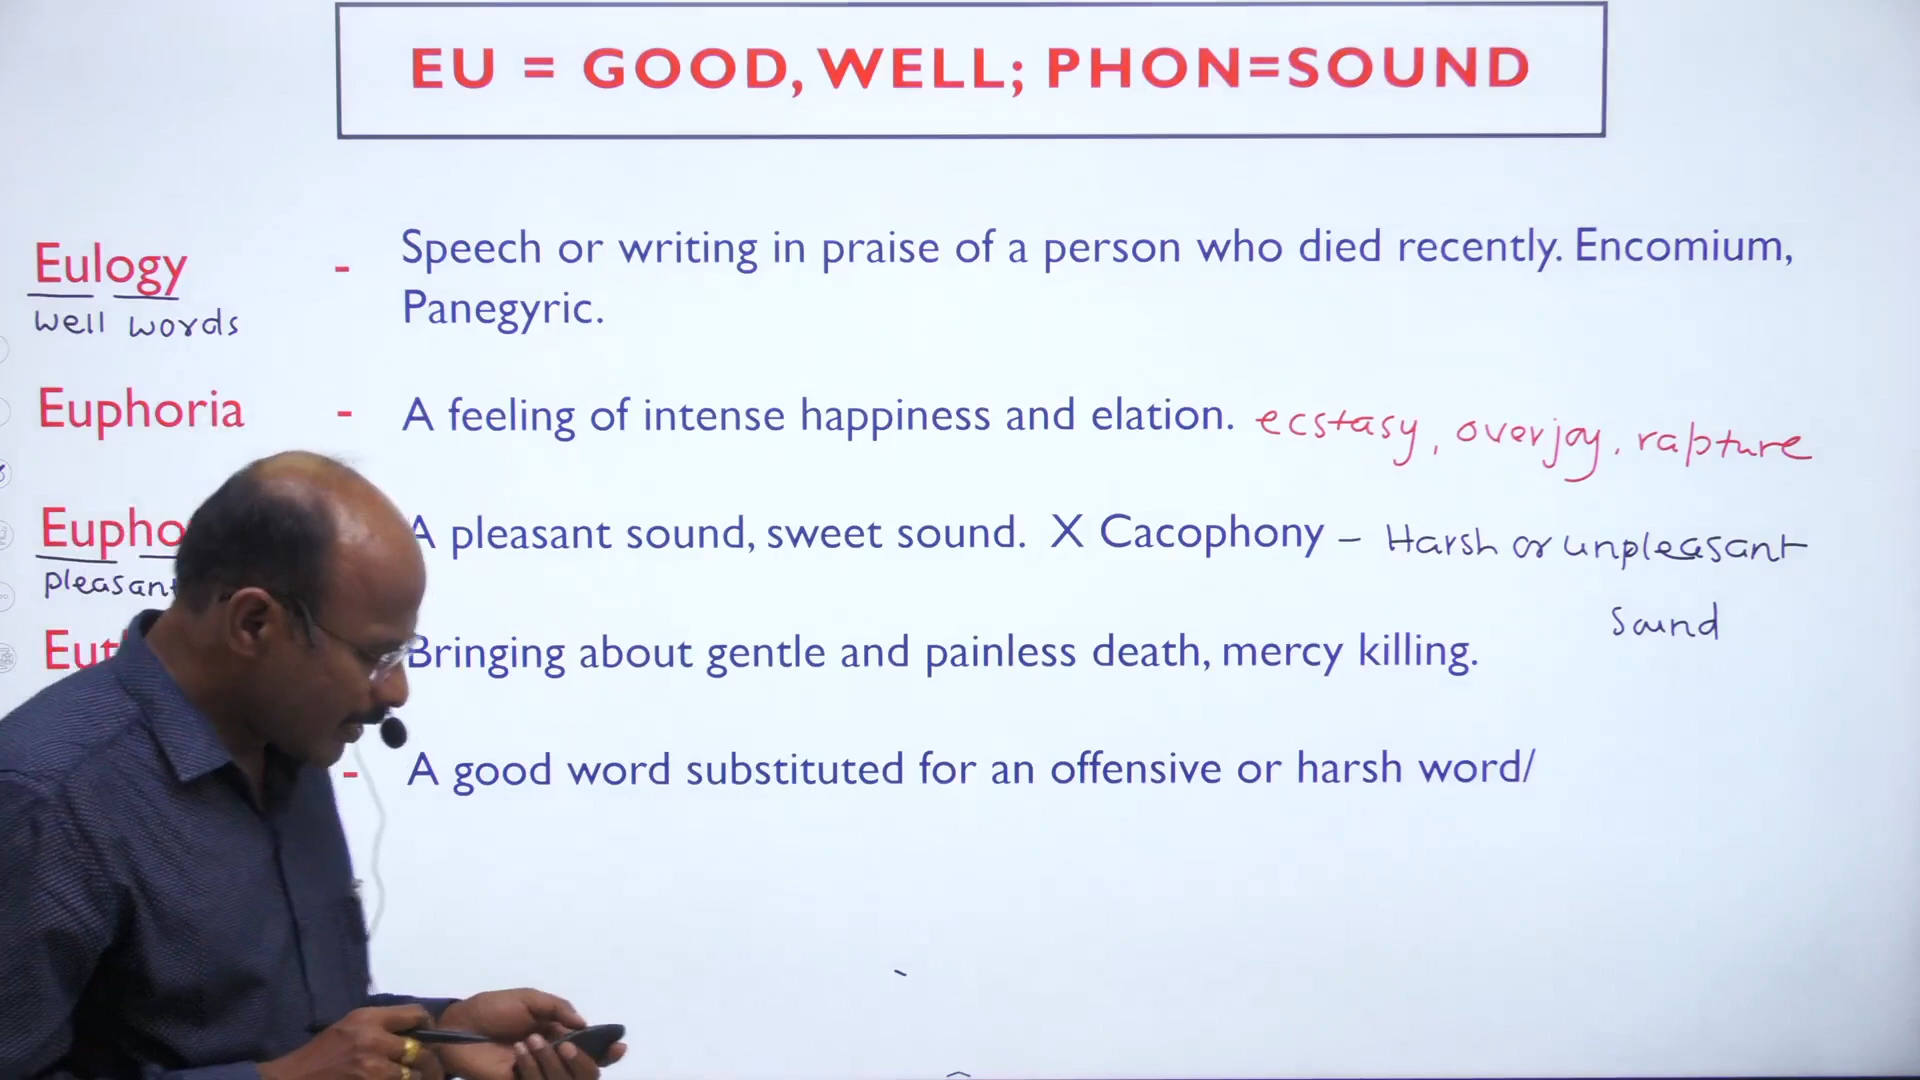 EU = GOOD, WELL; PHON=SOUND
Eulogy - Speech or writing in praise of a person who died recently. Encomium,
Panegyric.
well words
Euphoria - A feeling of intense happiness and elation. ecstasy, overjoy, rapture
Eupho A pleasant sound, sweet sound. X Cacophony - Harsh or unpleasant
pleasant
sound
Eut Bringing about gentle and painless death, mercy killing.
- A good word substituted for an offensive or harsh word/